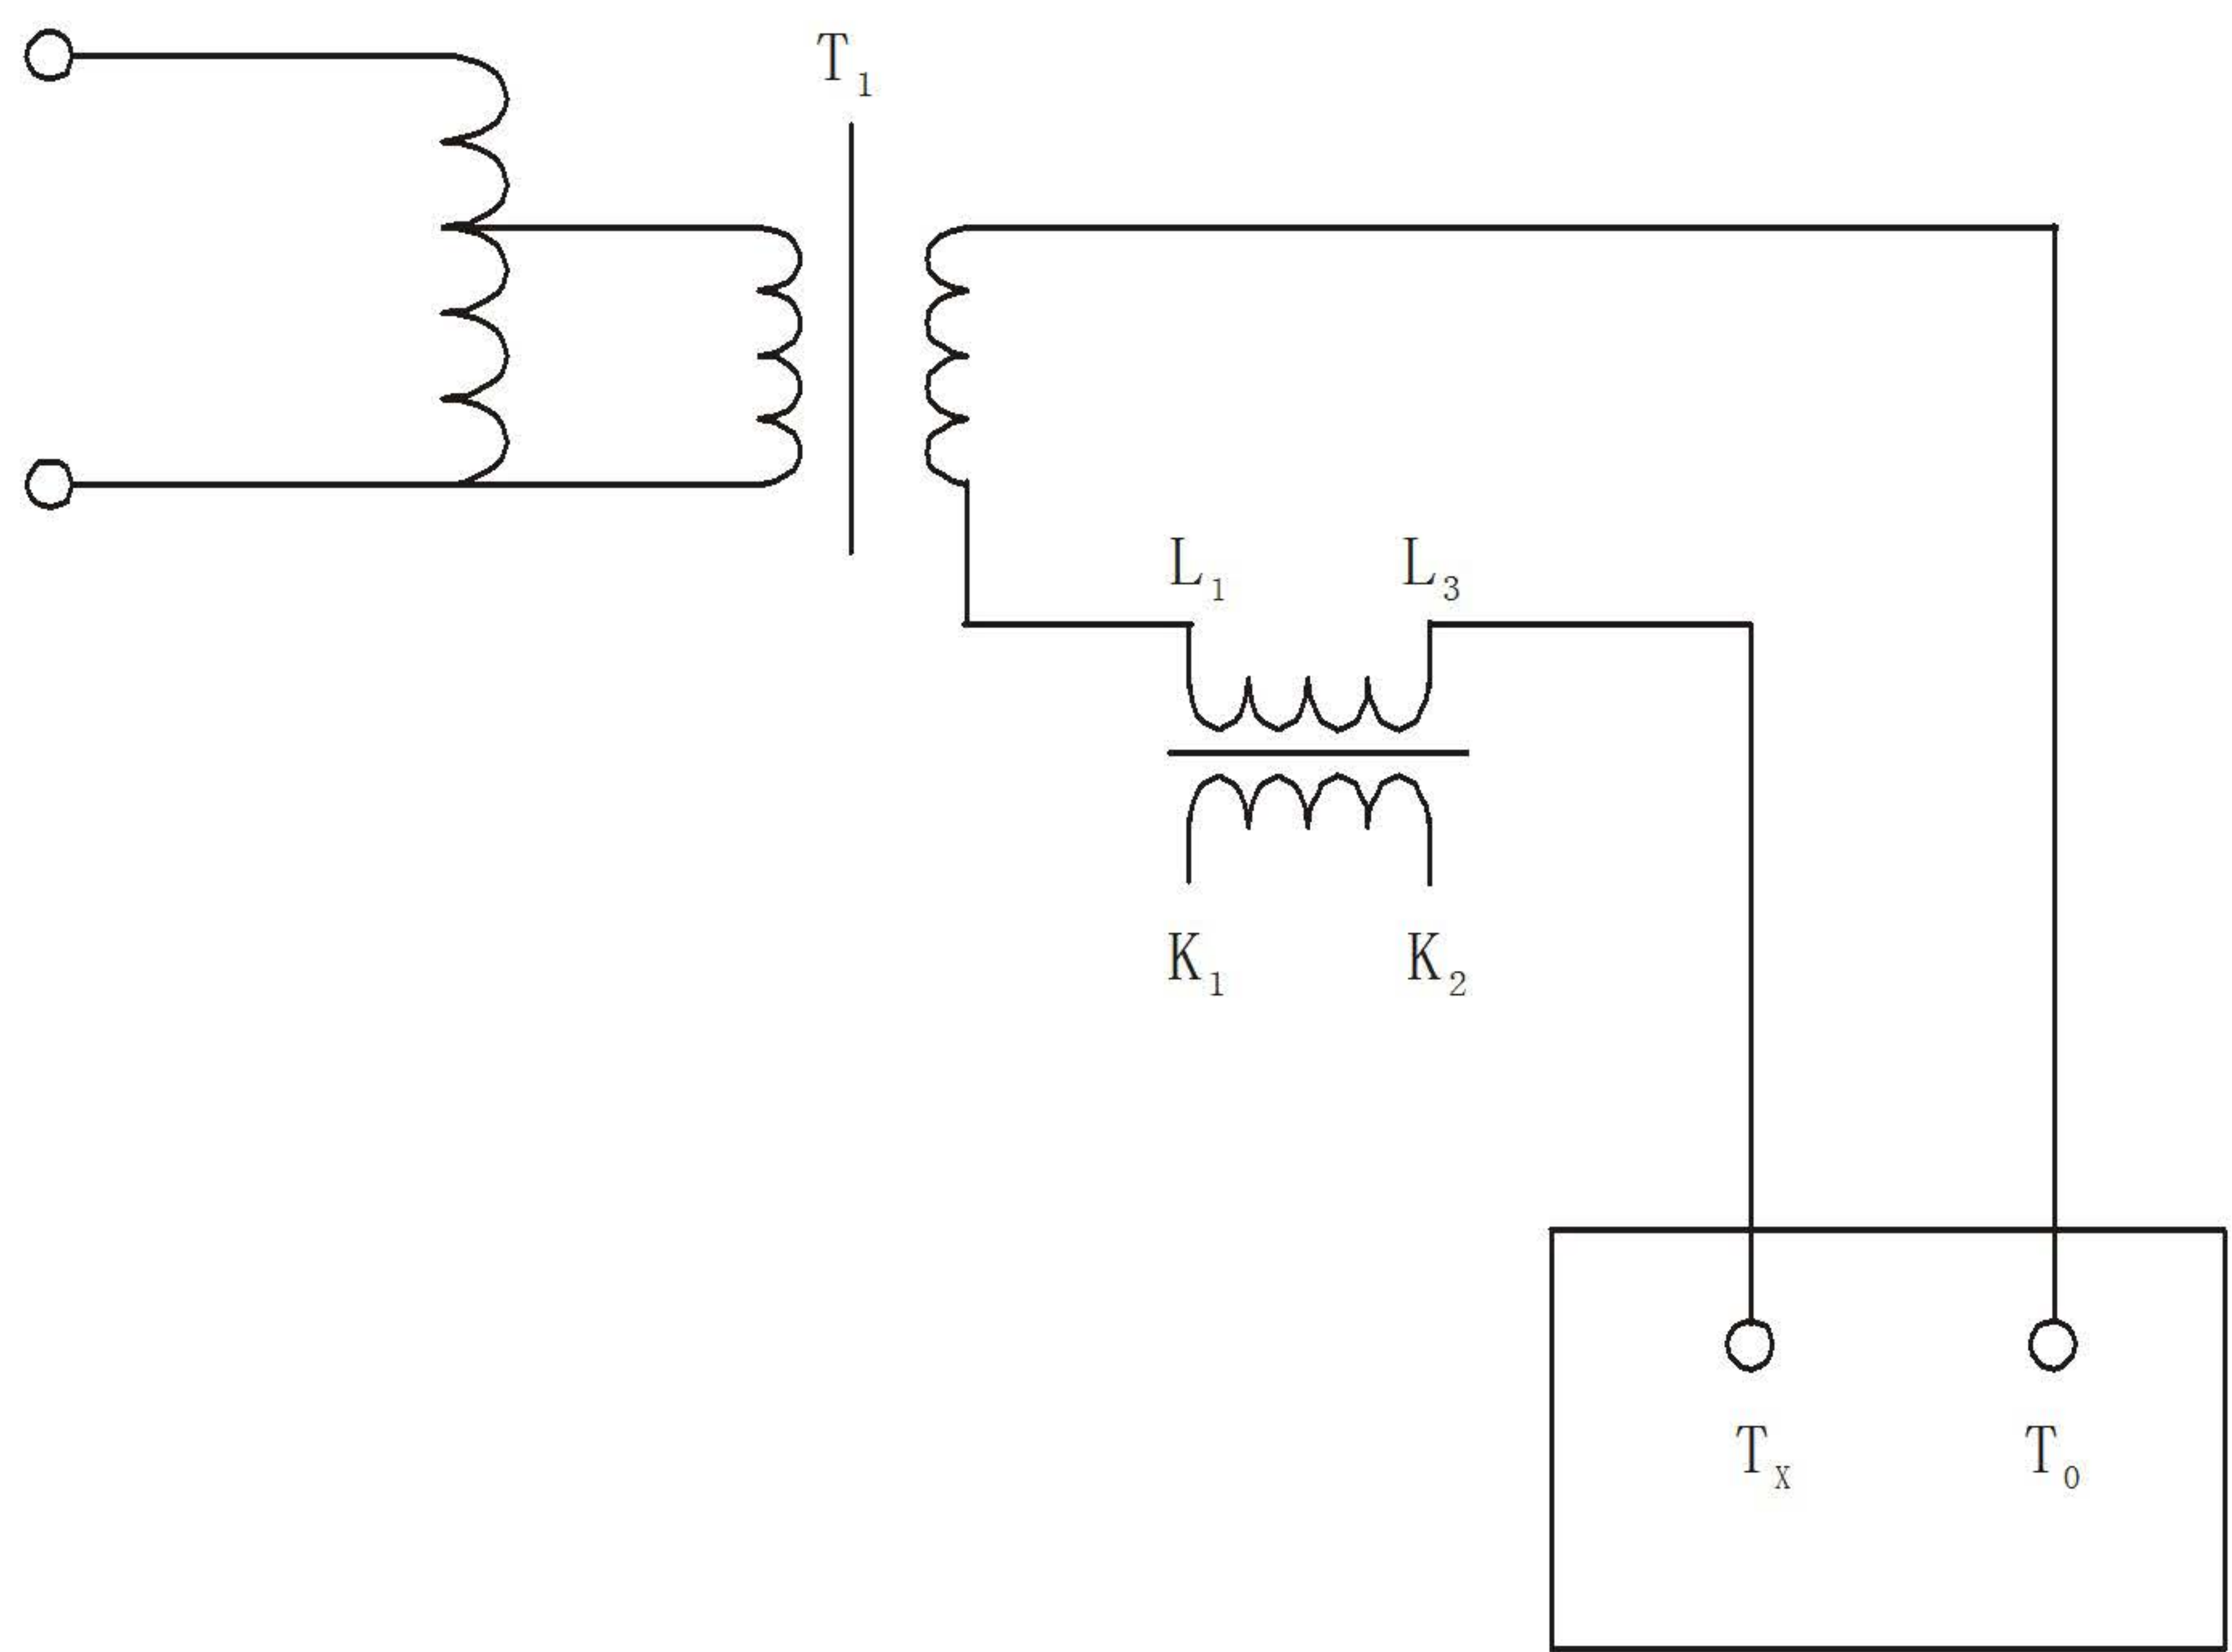 T₁
L₁ L₃
K₁ K₂
Tₓ T₀